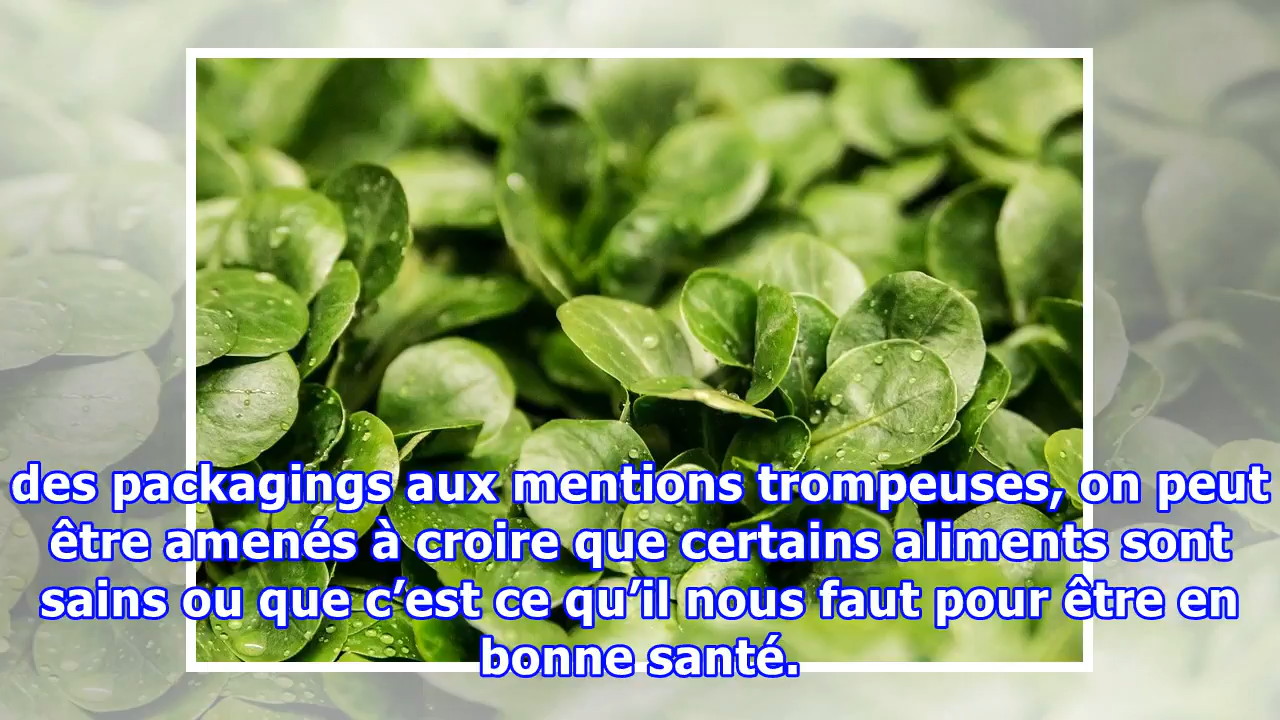 des packagings aux mentions trompeuses, on peut
être amenés à croire que certains aliments sont
sains ou que c’est ce qu’il nous faut pour être en
bonne santé.